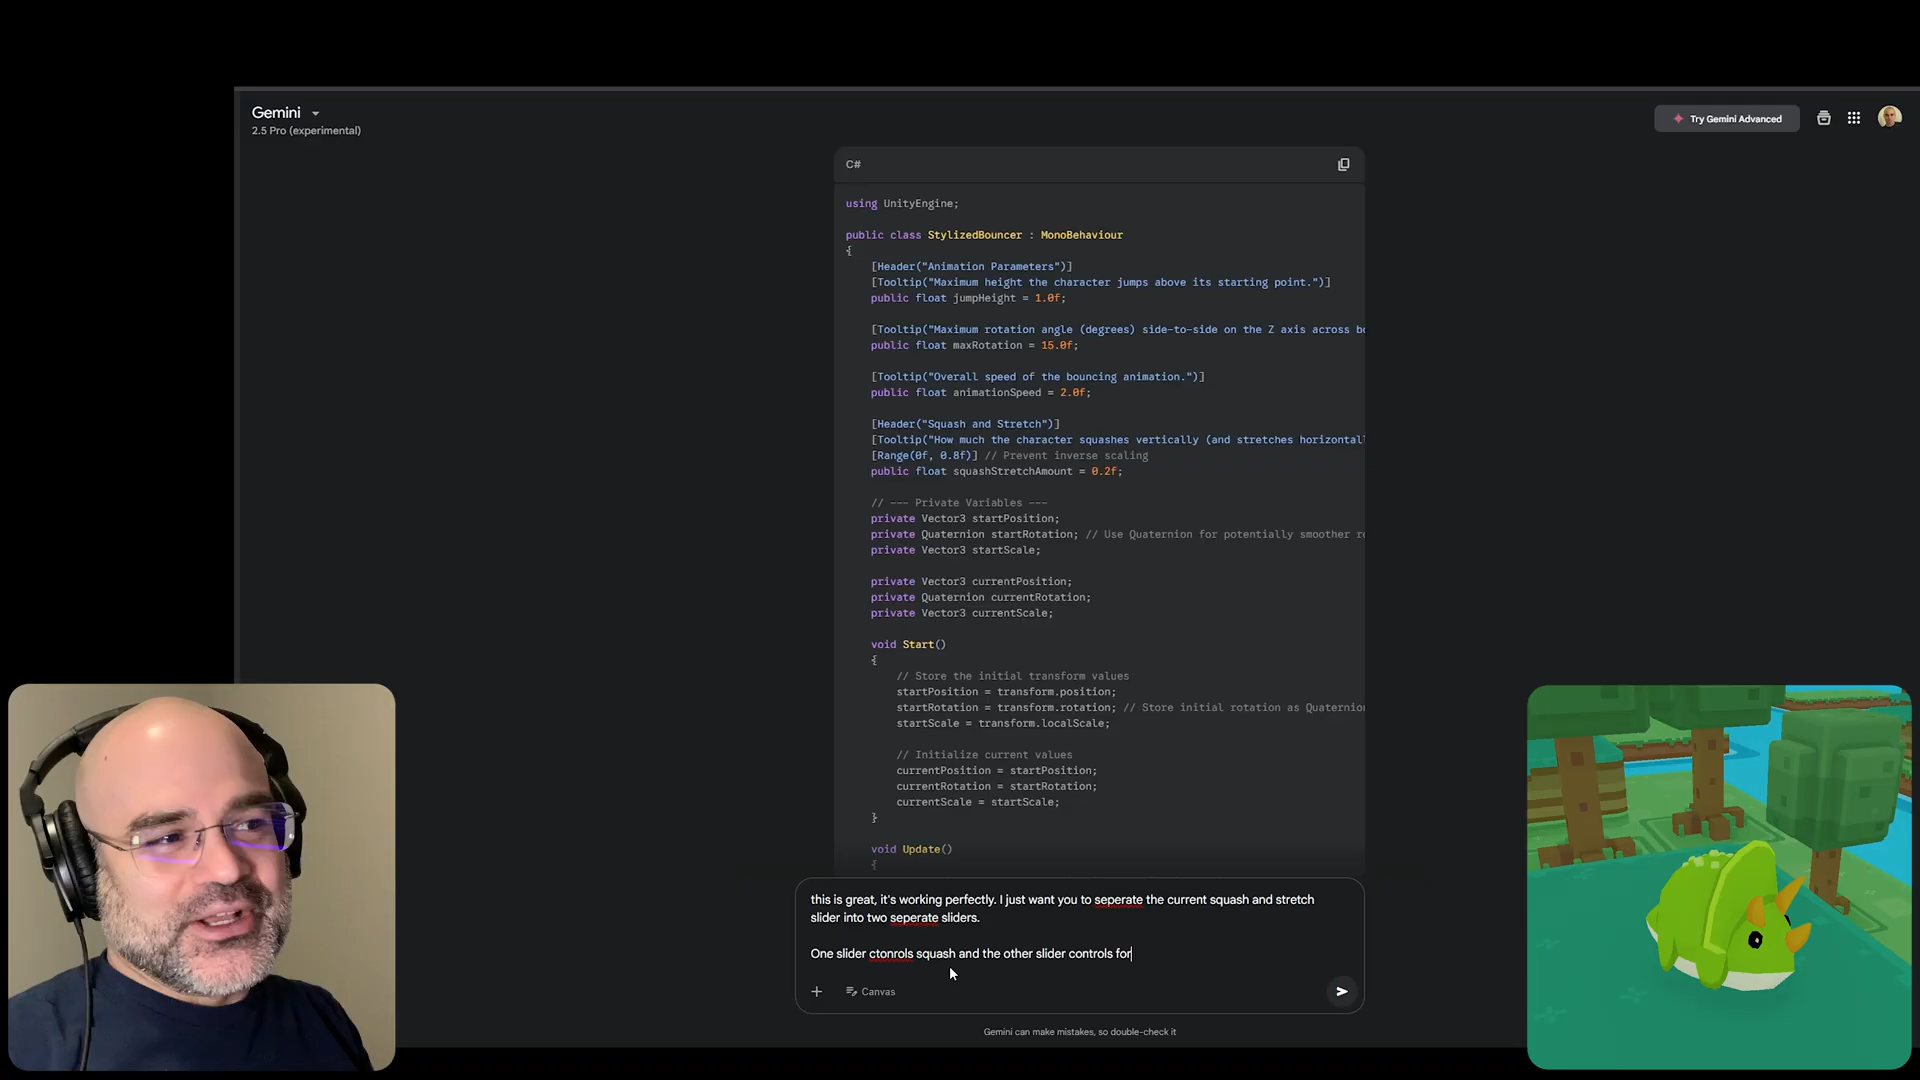 Gemini
2.5 Pro (experimental)
Try Gemini Advanced
C#
using UnityEngine;
public class StylizedBouncer : MonoBehaviour
{
[Header("Animation Parameters")]
[Tooltip("Maximum height the character jumps above its starting point.")]
public float jumpHeight = 1.0f;
[Tooltip("Maximum rotation angle (degrees) side-to-side on the Z axis across bo
public float maxRotation = 15.0f;
[Tooltip("Overall speed of the bouncing animation.")]
public float animationSpeed = 2.0f;
[Header("Squash and Stretch")]
[Tooltip("How much the character squashes vertically (and stretches horizontal
[Range(0f, 0.8f)] // Prevent inverse scaling
public float squashStretchAmount = 0.2f;
// --- Private Variables ---
private Vector3 startPosition;
private Quaternion startRotation; // Use Quaternion for potentially smoother ro
private Vector3 startScale;
private Vector3 currentPosition;
private Quaternion currentRotation;
private Vector3 currentScale;
void Start()
{
// Store the initial transform values
startPosition = transform.position;
startRotation = transform.rotation; // Store initial rotation as Quaternion
startScale = transform.localScale;
// Initialize current values
currentPosition = startPosition;
currentRotation = startRotation;
currentScale = startScale;
}
void Update()
{
this is great, it's working perfectly. I just want you to seperate the current squash and stretch
slider into two seperate sliders.
One slider ctonrols squash and the other slider controls for
Canvas
Gemini can make mistakes, so double-check it